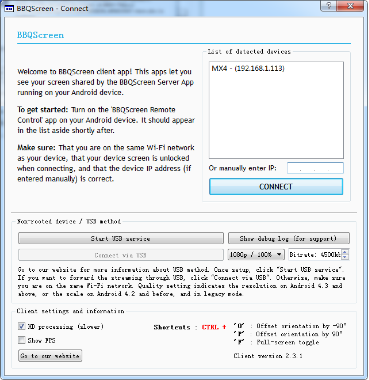 BBQScreen - Connect
BBQScreen
Welcome to BBQScreen client app! This apps let you
see your screen shared by the BBQScreen Server App
running on your Android device.
To get started: Turn on the 'BBQScreen Remote
Control' app on your Android device. It should appear
in the list aside shortly after.
Make sure: That you are on the same Wi-Fi network
as your device, that your device screen is unlocked
when connecting, and that the device IP address (if
entered manually) is correct.
List of detected devices
MX4 - (192.168.1.113)
Or manually enter IP:
CONNECT
Non-rooted device / USB method
Start USB service
Show debug log (for support)
Connect via USB
1080p / 100%
Bitrate: 4500kb
Go to our website for more information about USB method. Once setup, click "Start USB service".
If you want to forward the streaming through USB, click "Connect via USB". Otherwise, make sure
you are on the same Wi-Fi network. Quality setting indicates the resolution on Android 4.3 and
above, or the scale on Android 4.2 and before, and in legacy mode.
Client settings and information
HD processing (slower)
Show FPS
Go to our website
Shortcuts : CTRL +
: Offset orientation by -90°
: Offset orientation by 90°
'F' : Full-screen toggle
Client version 2.3.1